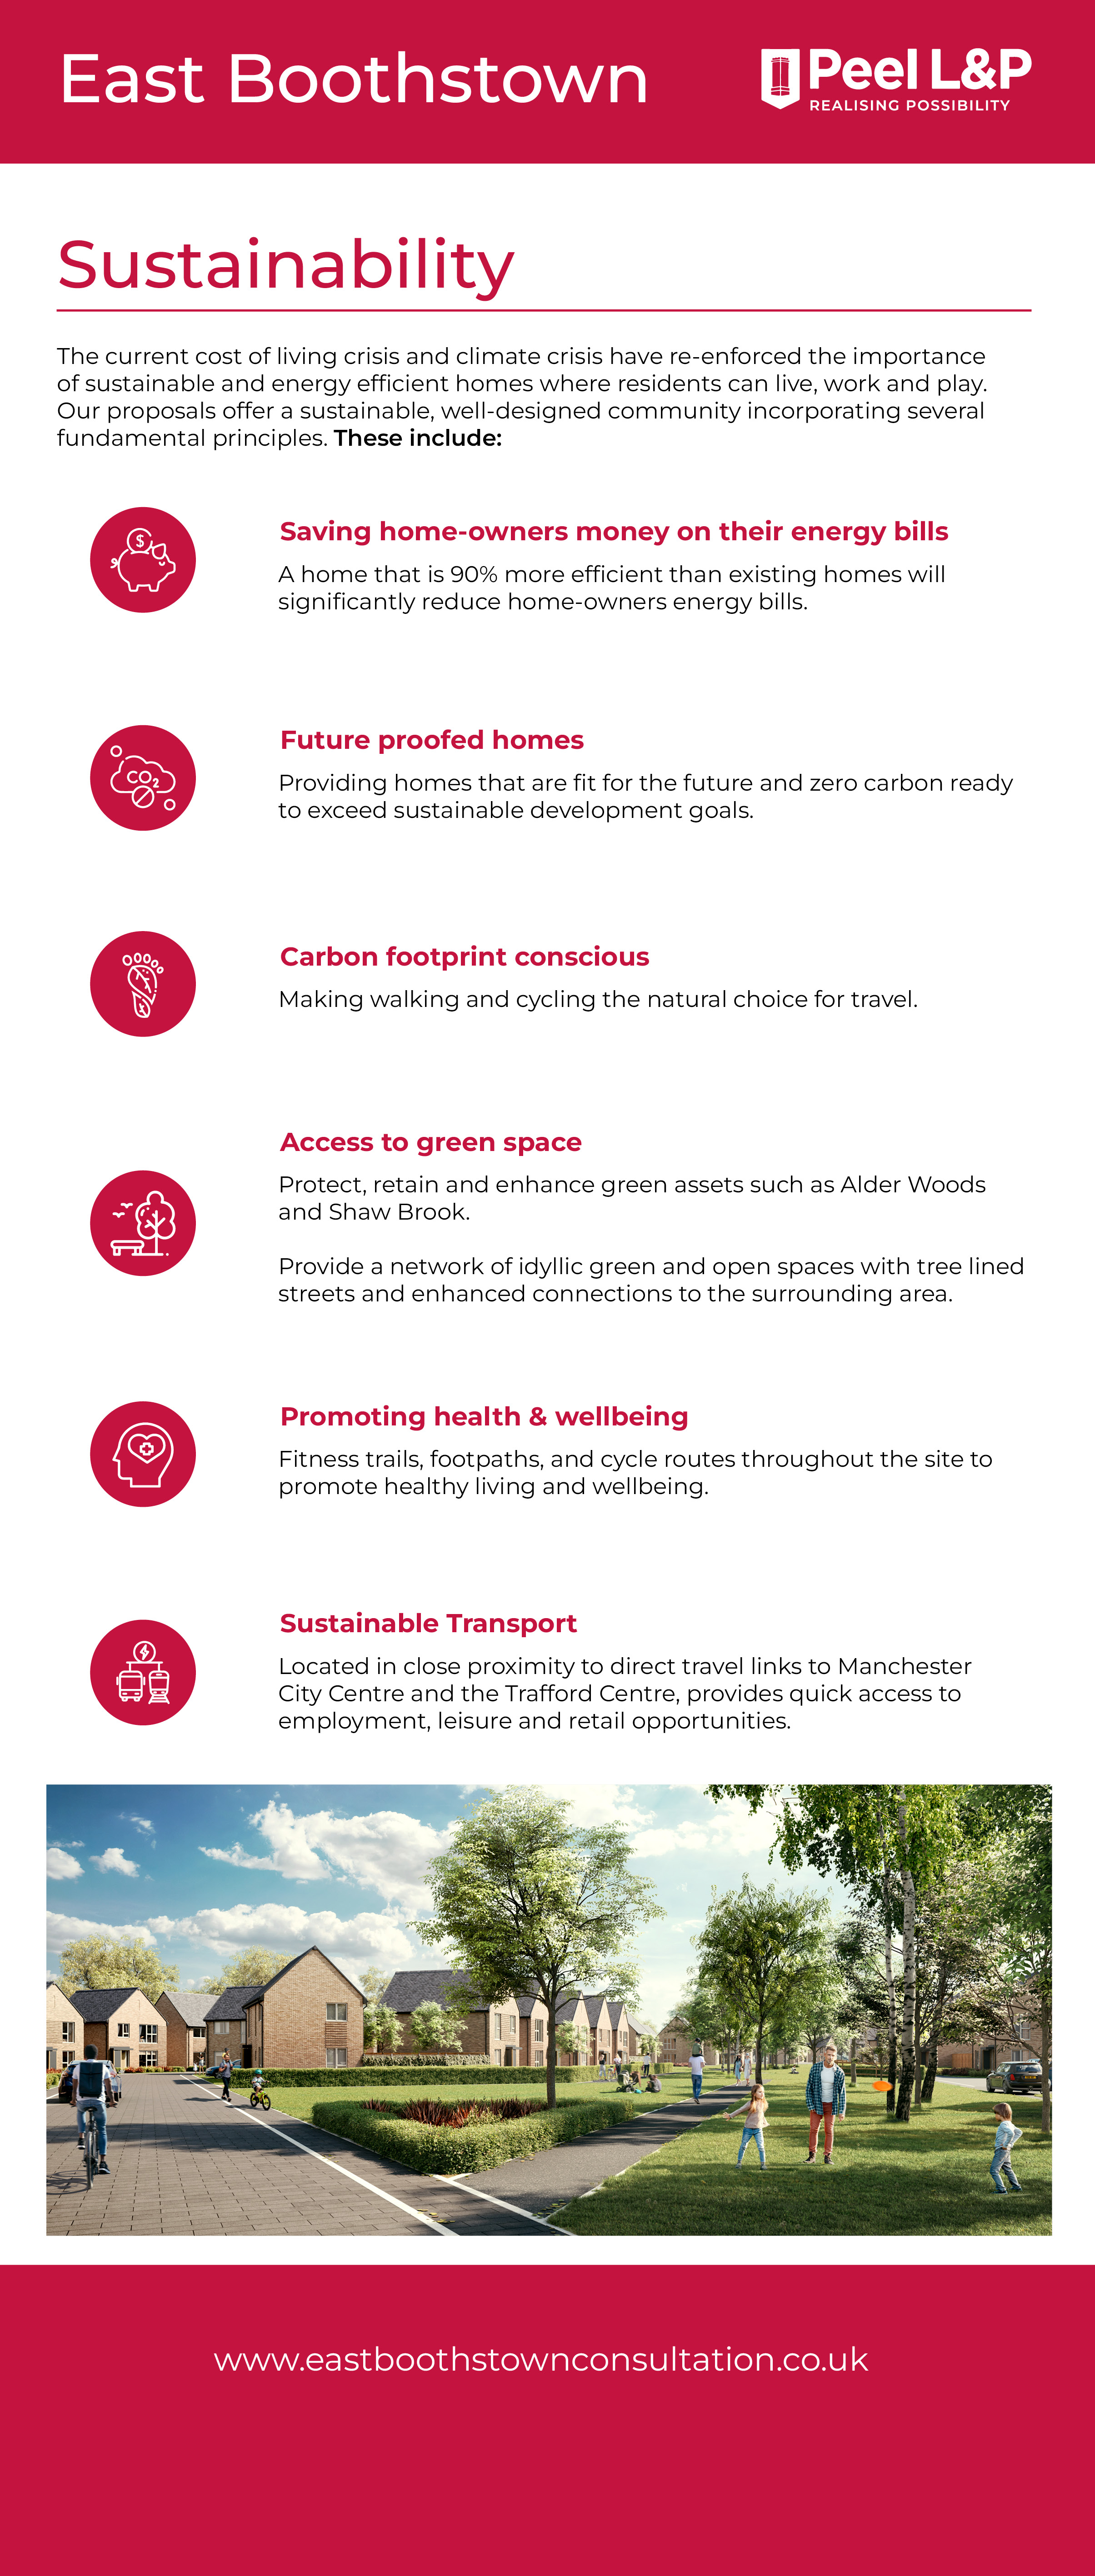 East Boothstown
Peel L&P
REALISING POSSIBILITY
Sustainability
The current cost of living crisis and climate crisis have re-enforced the importance
of sustainable and energy efficient homes where residents can live, work and play.
Our proposals offer a sustainable, well-designed community incorporating several
fundamental principles. These include:
$
Saving home-owners money on their energy bills
A home that is 90% more efficient than existing homes will
significantly reduce home-owners energy bills.
CO2
Future proofed homes
Providing homes that are fit for the future and zero carbon ready
to exceed sustainable development goals.
Carbon footprint conscious
Making walking and cycling the natural choice for travel.
Access to green space
Protect, retain and enhance green assets such as Alder Woods
and Shaw Brook.
Provide a network of idyllic green and open spaces with tree lined
streets and enhanced connections to the surrounding area.
Promoting health & wellbeing
Fitness trails, footpaths, and cycle routes throughout the site to
promote healthy living and wellbeing.
Sustainable Transport
Located in close proximity to direct travel links to Manchester
City Centre and the Trafford Centre, provides quick access to
employment, leisure and retail opportunities.
www.eastboothstownconsultation.co.uk